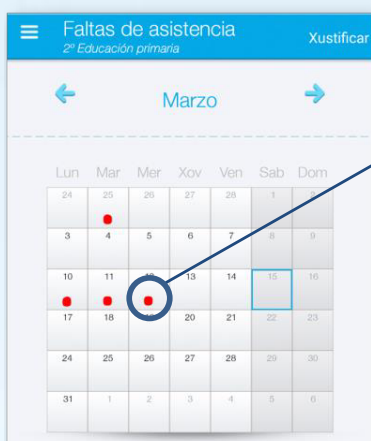 Faltas de asistencia
2º Educación primaria
Xustificar
Marzo
Lun Mar Mer Xov Ven Sab Dom
24 25 26 27 28 1
3 4 5 6 7 8 9
10 11 12 13 14 15 16
17 18 19 20 21 22 23
24 25 26 27 28 29 30
31 1 2 3 4 5 6